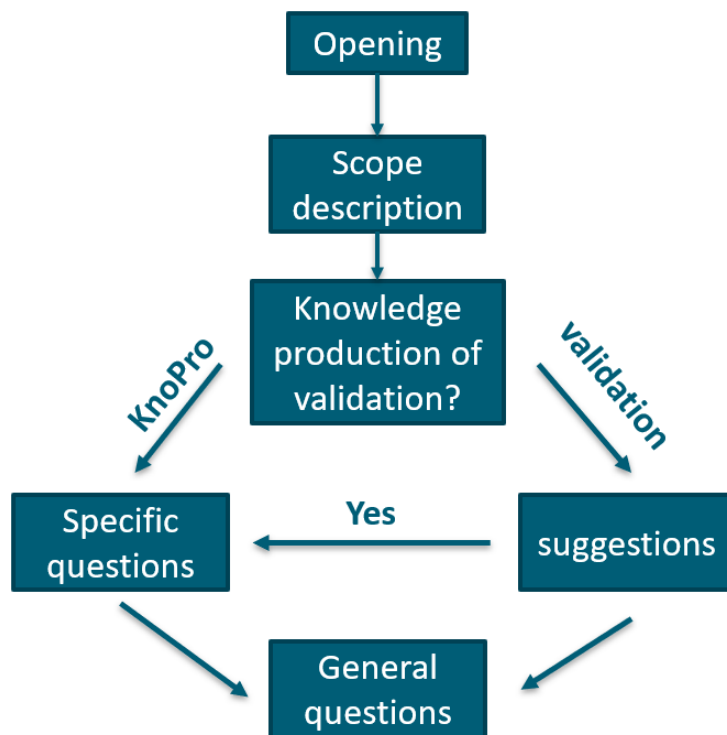 Opening
Scope
description
Knowledge
production of
validation?
KnoPro
validation
Specific
questions
Yes
suggestions
General
questions